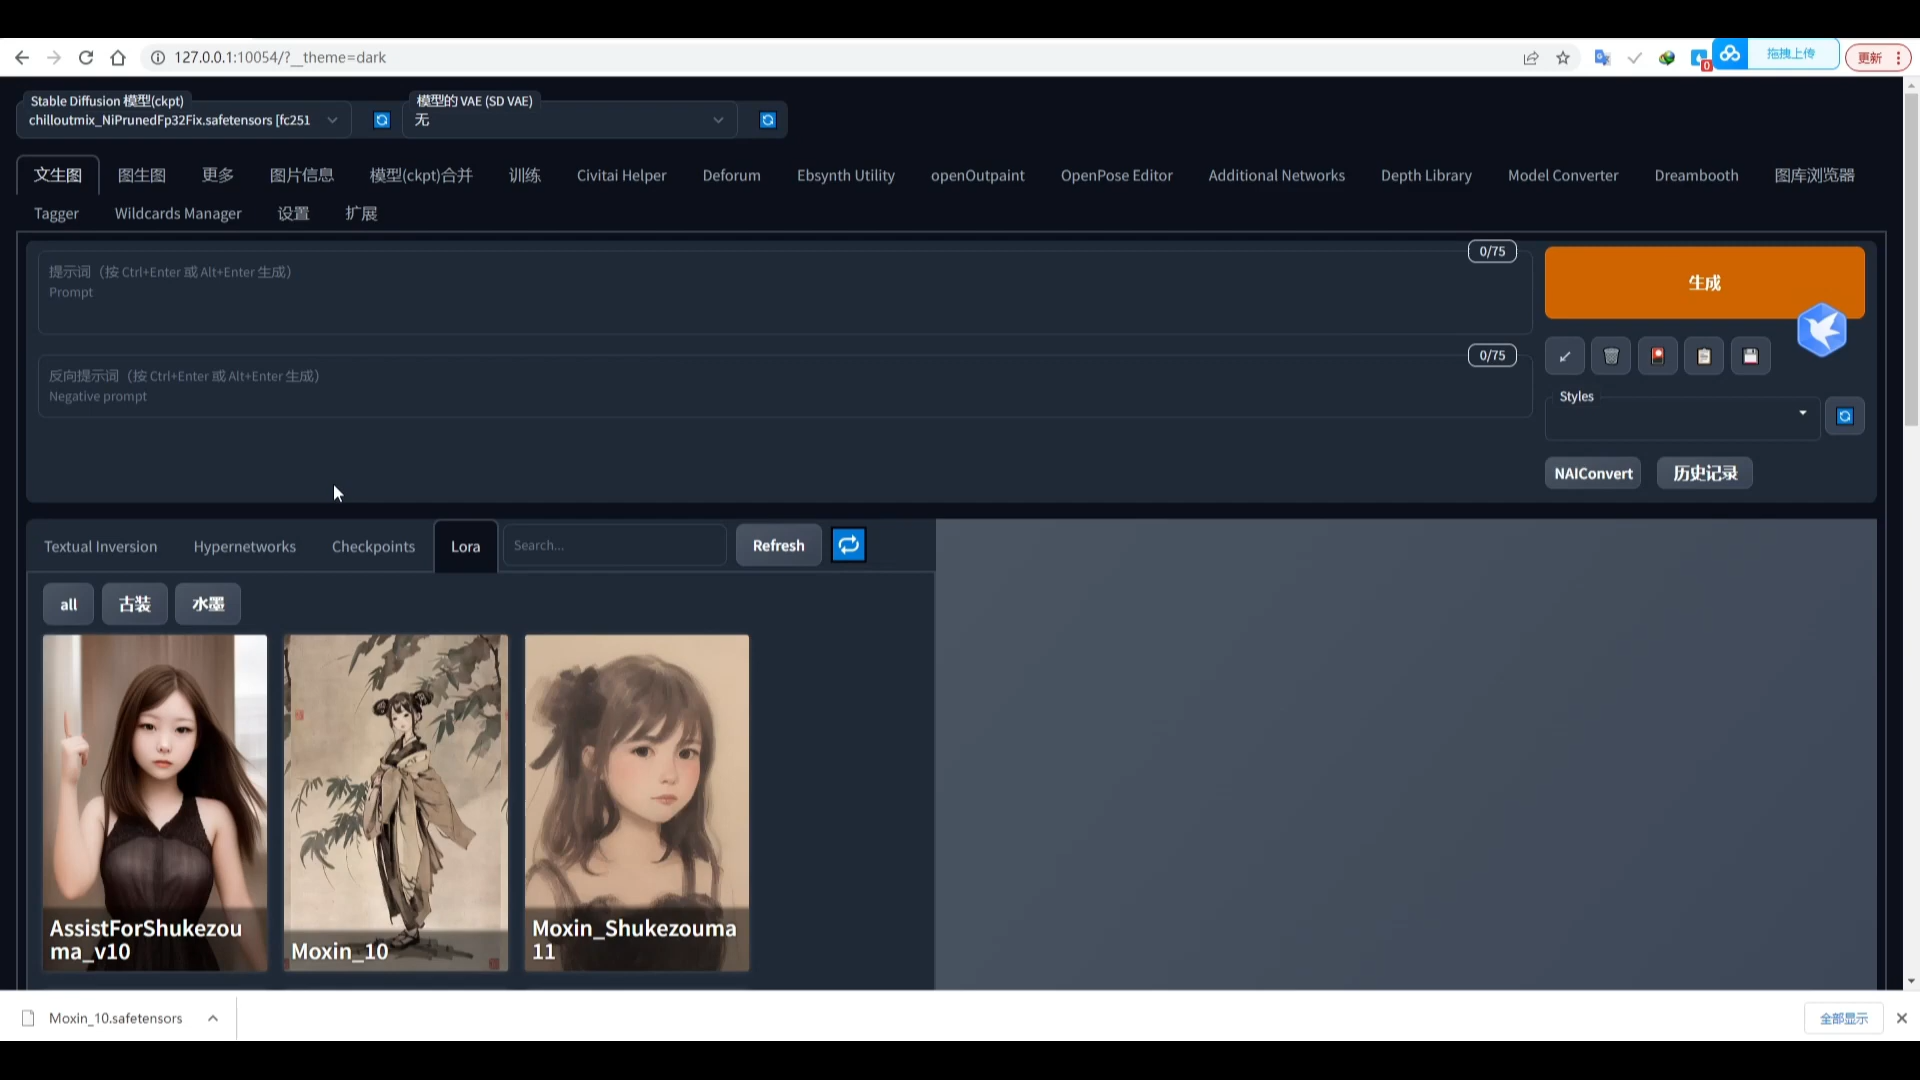 127.0.0.1:10054/?__theme=dark
拖拽上传
更新
0
Stable Diffusion 模型(ckpt)
chilloutmix_NiPrunedFp32Fix.safetensors [fc251
模型的 VAE (SD VAE)
无
文生图 图生图 更多 图片信息 模型(ckpt)合并 训练 Civitai Helper Deforum Ebsynth Utility openOutpaint OpenPose Editor Additional Networks Depth Library Model Converter Dreambooth 图库浏览器
Tagger Wildcards Manager 设置 扩展
0/75
提示词（按 Ctrl+Enter 或 Alt+Enter 生成）
Prompt
生成
0/75
反向提示词（按 Ctrl+Enter 或 Alt+Enter 生成）
Negative prompt
Styles
NAIConvert 历史记录
Textual Inversion Hypernetworks Checkpoints Lora Search... Refresh
all 古装 水墨
AssistForShukezou
ma_v10
Moxin_10
Moxin_Shukezouma
11
Moxin_10.safetensors
全部显示